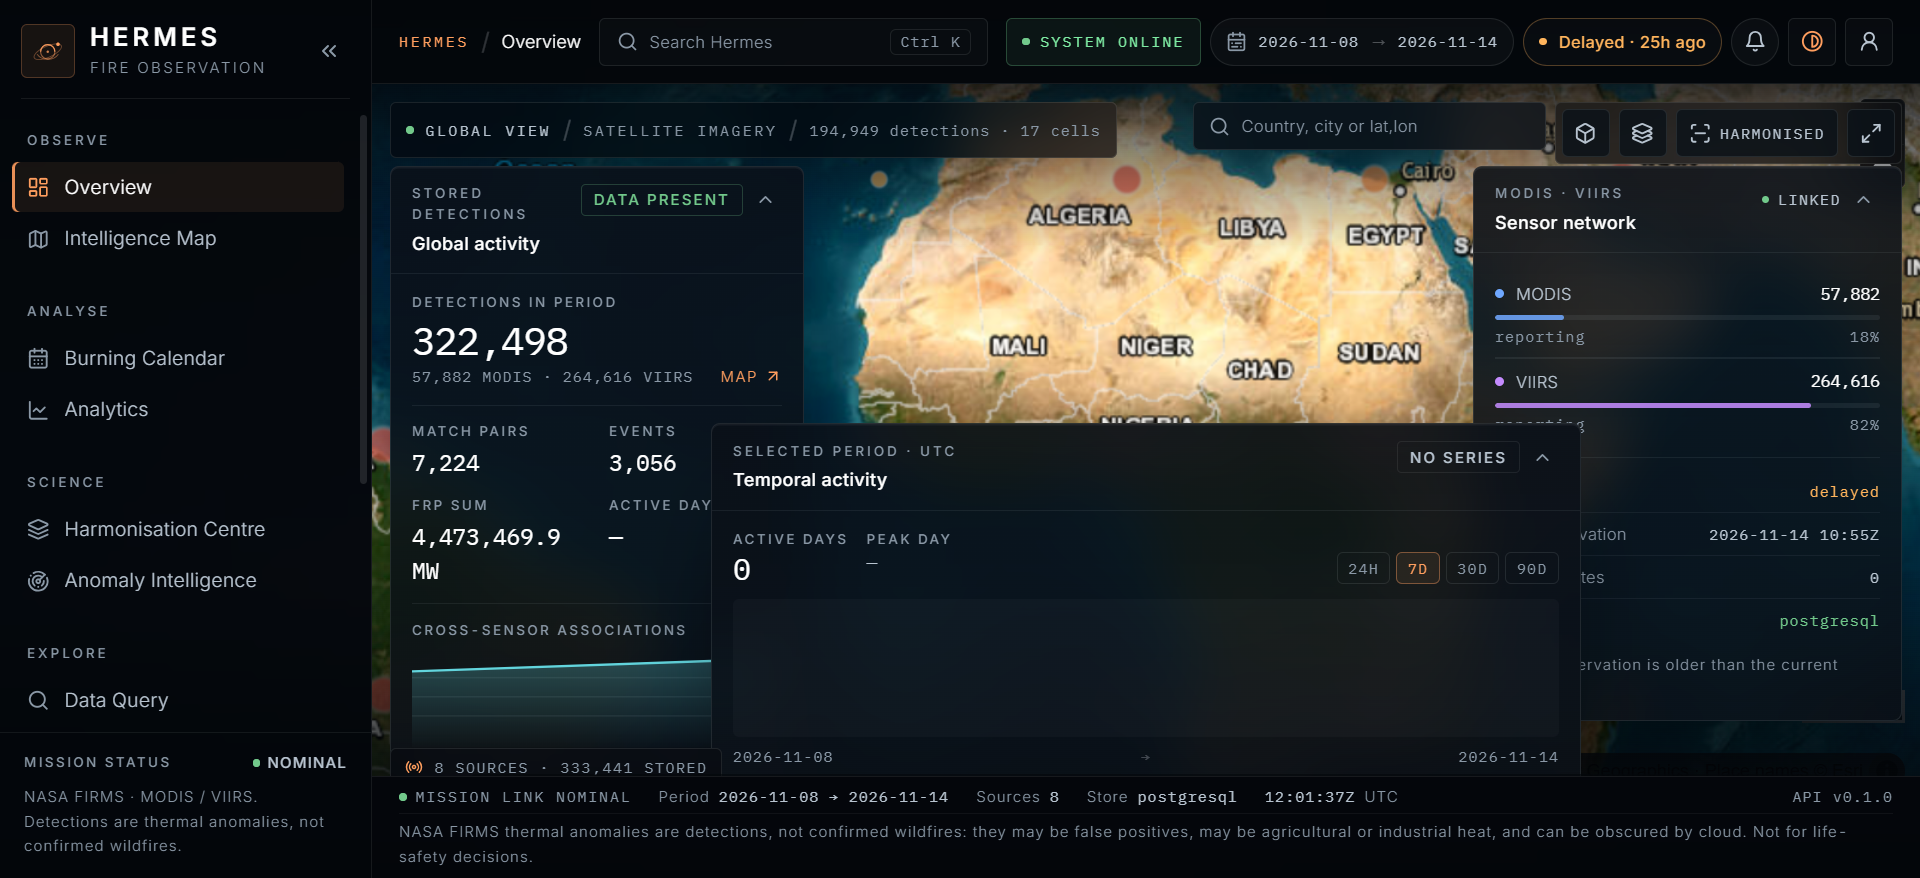 HERMES
FIRE OBSERVATION
OBSERVE
Overview
Intelligence Map
ANALYSE
Burning Calendar
Analytics
SCIENCE
Harmonisation Centre
Anomaly Intelligence
EXPLORE
Data Query
MISSION STATUS
NOMINAL
NASA FIRMS · MODIS / VIIRS.
Detections are thermal anomalies, not
confirmed wildfires.
HERMES / Overview
Search Hermes
Ctrl K
SYSTEM ONLINE
2026-11-08 → 2026-11-14
Delayed · 25h ago
GLOBAL VIEW / SATELLITE IMAGERY / 194,949 detections · 17 cells
Country, city or lat,lon
HARMONISED
STORED
DETECTIONS
DATA PRESENT
Global activity
DETECTIONS IN PERIOD
322,498
57,882 MODIS · 264,616 VIIRS
MAP
MATCH PAIRS
7,224
EVENTS
3,056
FRP SUM
4,473,469.9
MW
ACTIVE DAY
—
CROSS-SENSOR ASSOCIATIONS
8 SOURCES · 333,441 STORED
Cairo
ALGERIA
LIBYA
EGYPT
MALI
NIGER
CHAD
SUDAN
NIGERIA
SELECTED PERIOD · UTC
Temporal activity
NO SERIES
ACTIVE DAYS
0
PEAK DAY
—
24H
7D
30D
90D
2026-11-08
→
2026-11-14
MODIS · VIIRS
Sensor network
LINKED
MODIS
57,882
reporting
18%
VIIRS
264,616
reporting
82%
delayed
vation
2026-11-14 10:55Z
tes
0
postgresql
ervation is older than the current
MISSION LINK NOMINAL
Period 2026-11-08 → 2026-11-14
Sources 8
Store postgresql
12:01:37Z UTC
API v0.1.0
NASA FIRMS thermal anomalies are detections, not confirmed wildfires: they may be false positives, may be agricultural or industrial heat, and can be obscured by cloud. Not for life-
safety decisions.